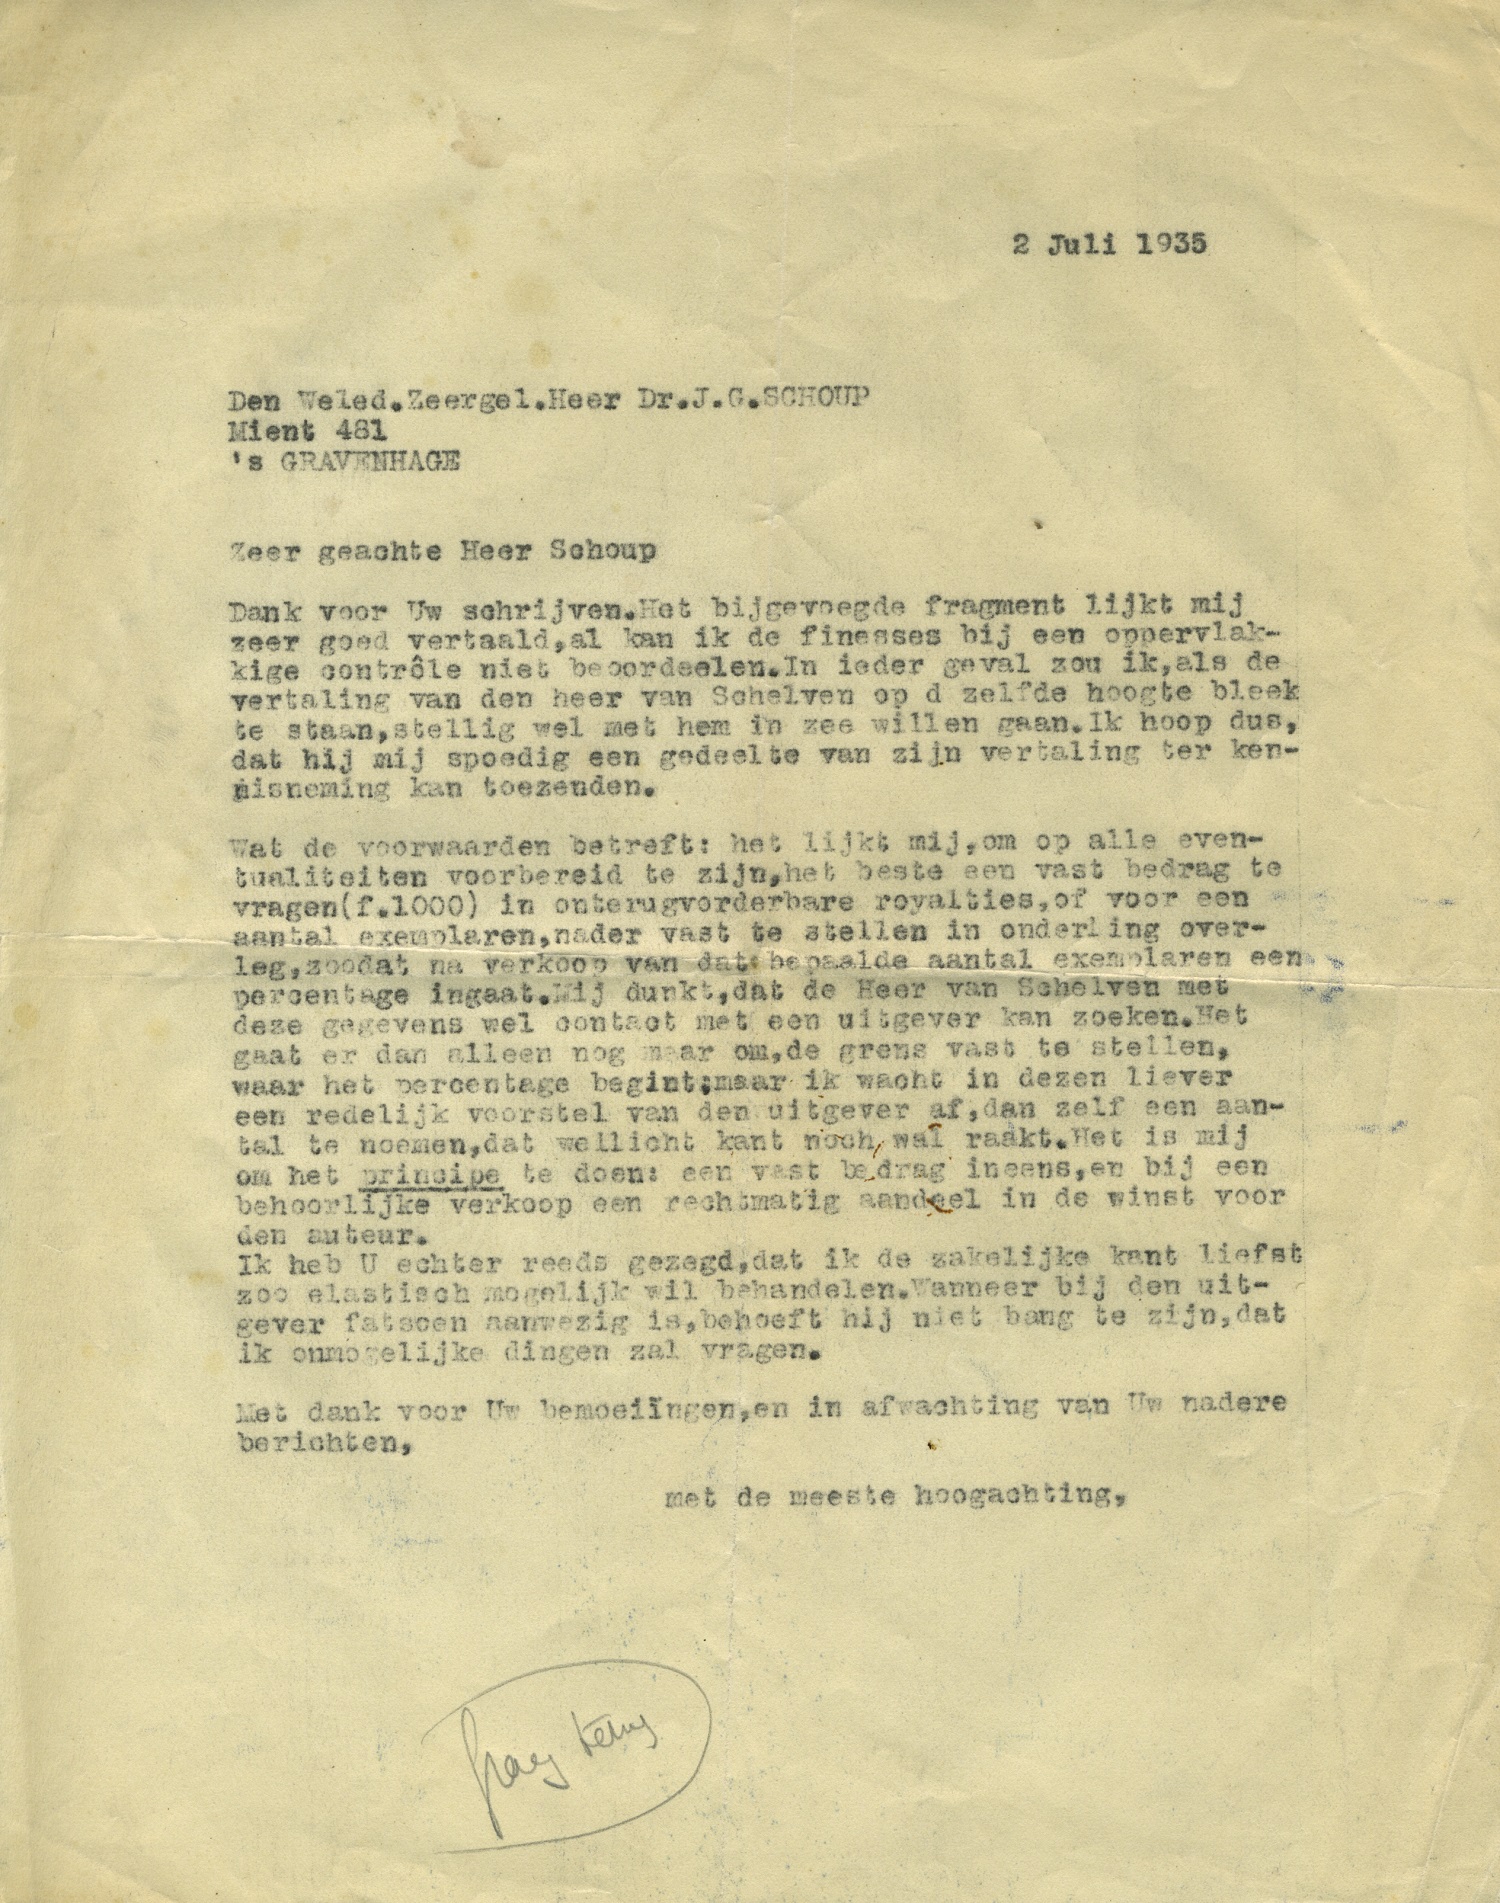 2 Juli 1935
Den Weled.Zeergel.Heer Dr.J.G.SCHOUP
Mient 481
's GRAVENHAGE
Zeer geachte Heer Schoup
Dank voor Uw schrijven.Het bijgevoegde fragment lijkt mij
zeer goed vertaald,al kan ik de finesses bij een oppervlak-
kige contrôle niet beoordeelen.In ieder geval zou ik,als de
vertaling van den heer van Schelven op d zelfde hoogte bleek
te staan,stellig wel met hem in zee willen gaan.Ik hoop dus,
dat hij mij spoedig een gedeelte van zijn vertaling ter ken-
nisneming kan toezenden.
Wat de voorwaarden betreft: het lijkt mij,om op alle even-
tualiteiten voorbereid te zijn,het beste een vast bedrag te
vragen(f.1000) in onterugvorderbare royalties,of voor een
aantal exemplaren,nader vast te stellen in onderling over-
leg,zoodat na verkoop van dat bepaalde aantal exemplaren een
percentage ingaat.Mij dunkt,dat de Heer van Schelven met
deze gegevens wel contact met een uitgever kan zoeken.Het
gaat er dan alleen nog maar om,de grens vast te stellen,
waar het percentage begint;maar ik wacht in dezen liever
een redelijk voorstel van den uitgever af,dan zelf een aan-
tal te noemen,dat wellicht kant noch wal raakt.Het is mij
om het principe te doen: een vast bedrag ineens,en bij een
behoorlijke verkoop een rechtmatig aandeel in de winst voor
den auteur.
Ik heb U echter reeds gezegd,dat ik de zakelijke kant liefst
zoo elastisch mogelijk wil behandelen.Wanneer bij den uit-
gever fatsoen aanwezig is,behoeft hij niet bang te zijn,dat
ik onmogelijke dingen zal vragen.
Met dank voor Uw bemoeiïngen,en in afwachting van Uw nadere
berichten,
met de meeste hoogachting,
terug